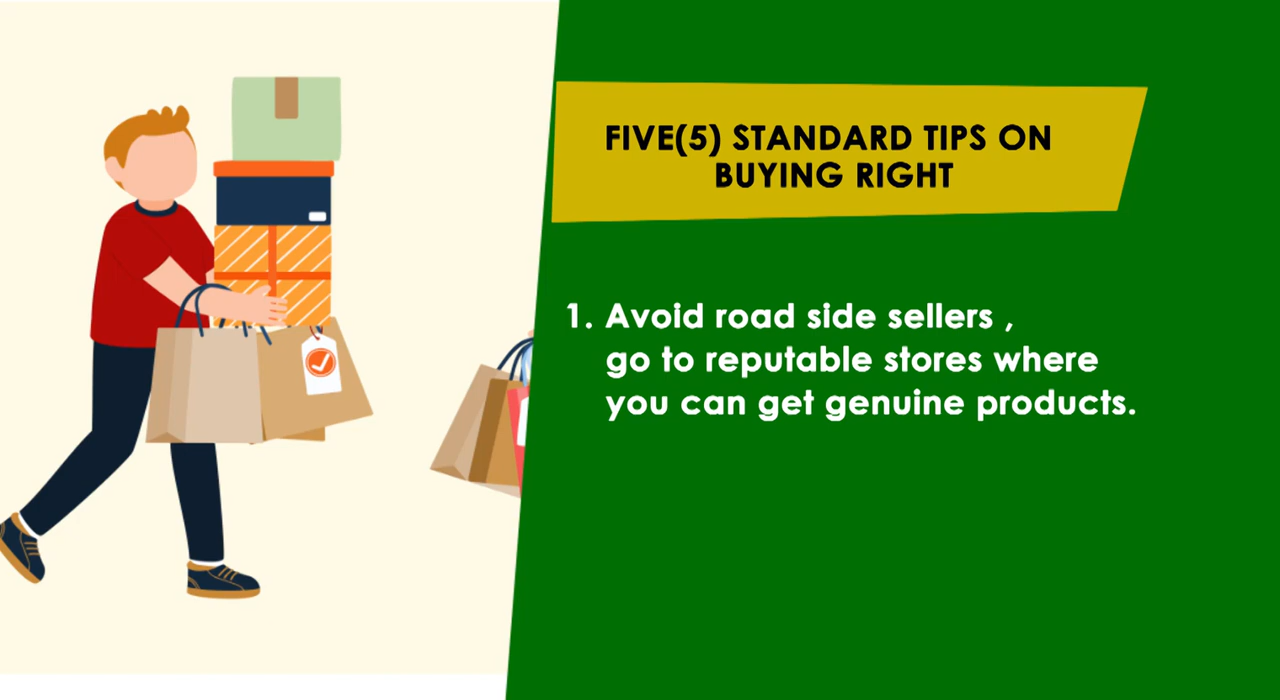 FIVE(5) STANDARD TIPS ON
BUYING RIGHT
1. Avoid road side sellers ,
go to reputable stores where
you can get genuine products.